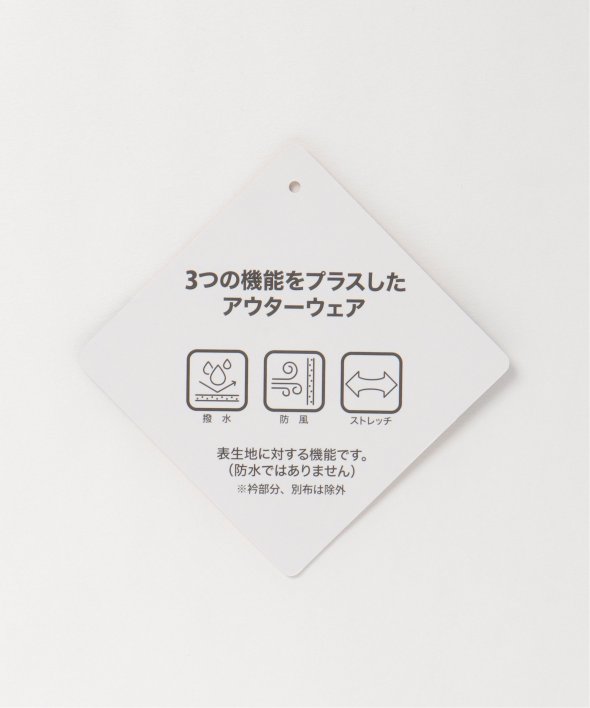 3つの機能をプラスした
アウターウェア
撥水 防風 ストレッチ
表生地に対する機能です。
（防水ではありません）
※衿部分、別布は除外